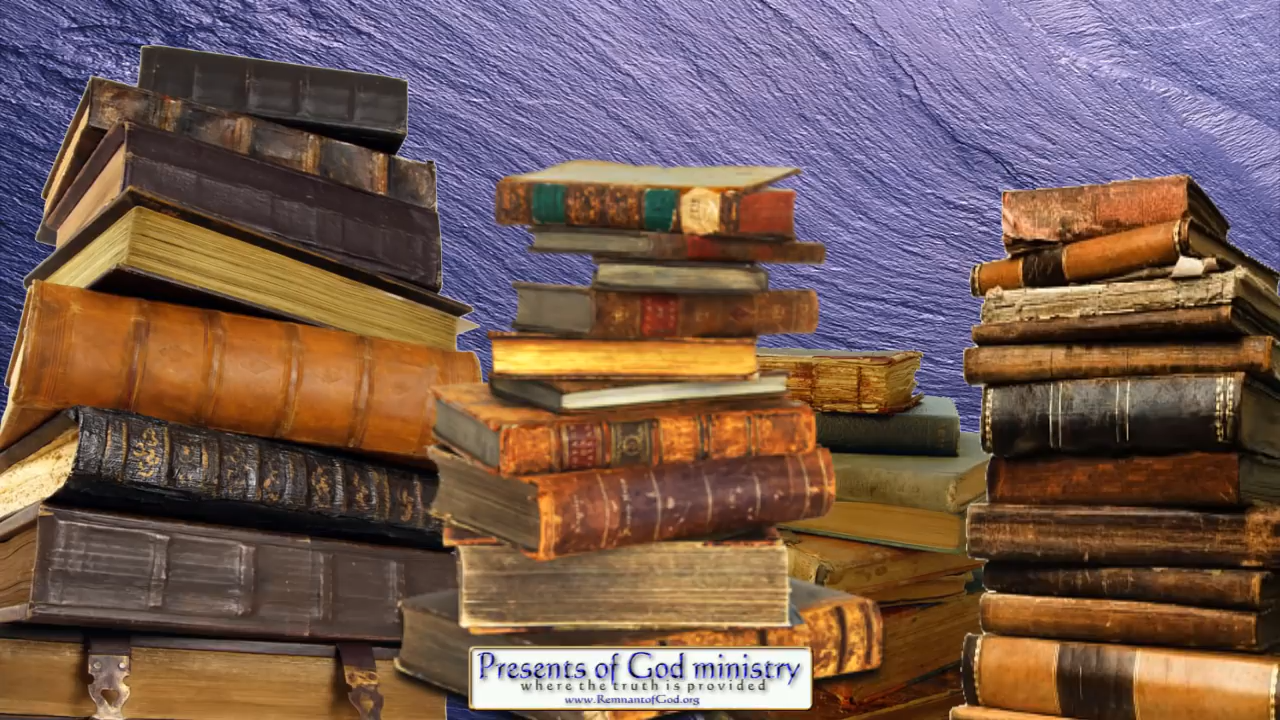 Presents of God ministry
where the truth is provided
www.RemnantofGod.org